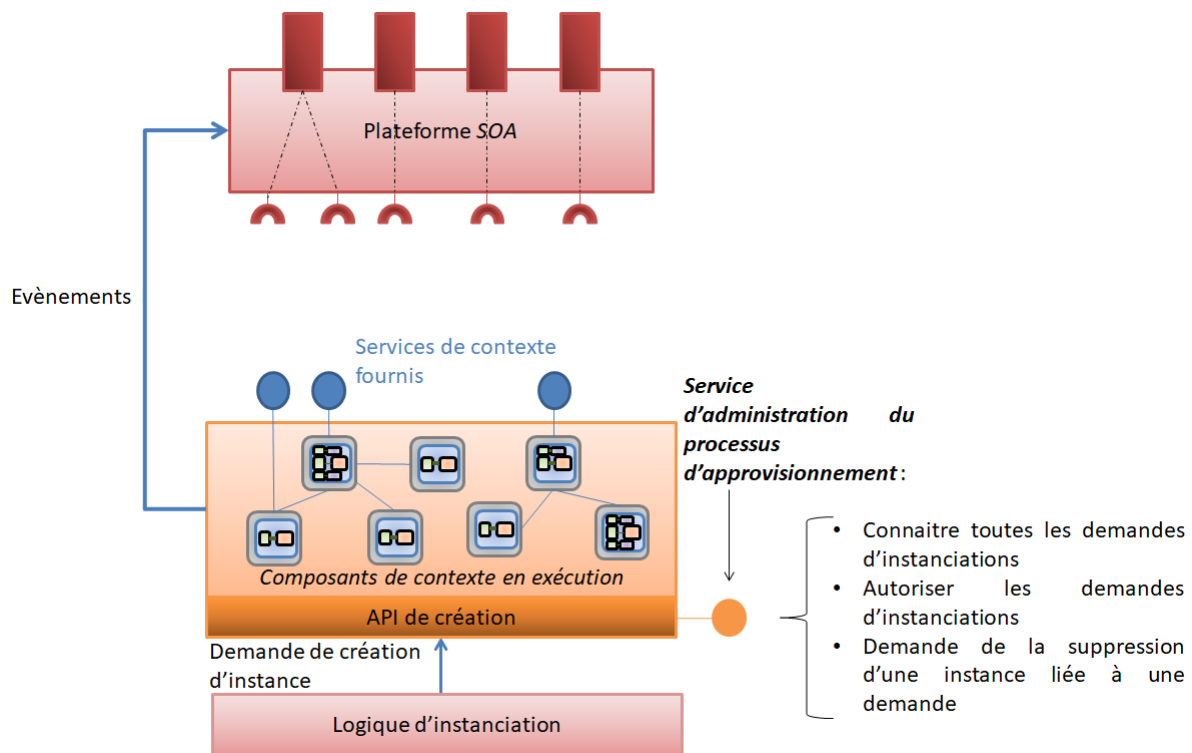 Plateforme SOA
Evènements
Services de contexte
fournis
Service
d'administration du
processus
d'approvisionnement :
• Connaitre toutes les demandes
d'instanciations
• Autoriser les demandes
d'instanciations
• Demande de la suppression
d'une instance liée à une
demande
Composants de contexte en exécution
API de création
Demande de création
d'instance
Logique d'instanciation